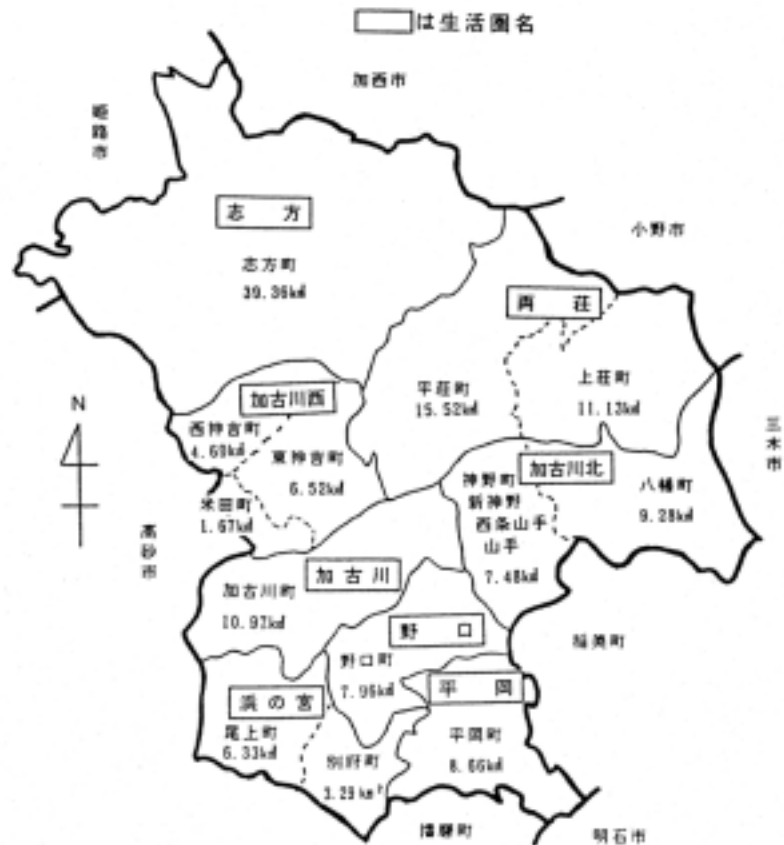 は生活圏名
加西市
姫路市
志方
小野市
志方町
39.36k㎡
両荘
加古川西
平荘町
15.52k㎡
上荘町
11.13k㎡
N
西神吉町
4.60k㎡
東神吉町
6.52k㎡
加古川北
三木市
神野町
新神野
西条山手
山手
7.48k㎡
八幡町
9.28k㎡
米田町
1.67k㎡
高砂市
加古川
加古川町
10.97k㎡
野口
稲美町
野口町
7.96k㎡
平岡
浜の宮
尾上町
6.33k㎡
平岡町
8.66k㎡
別府町
3.29km²
播磨町
明石市